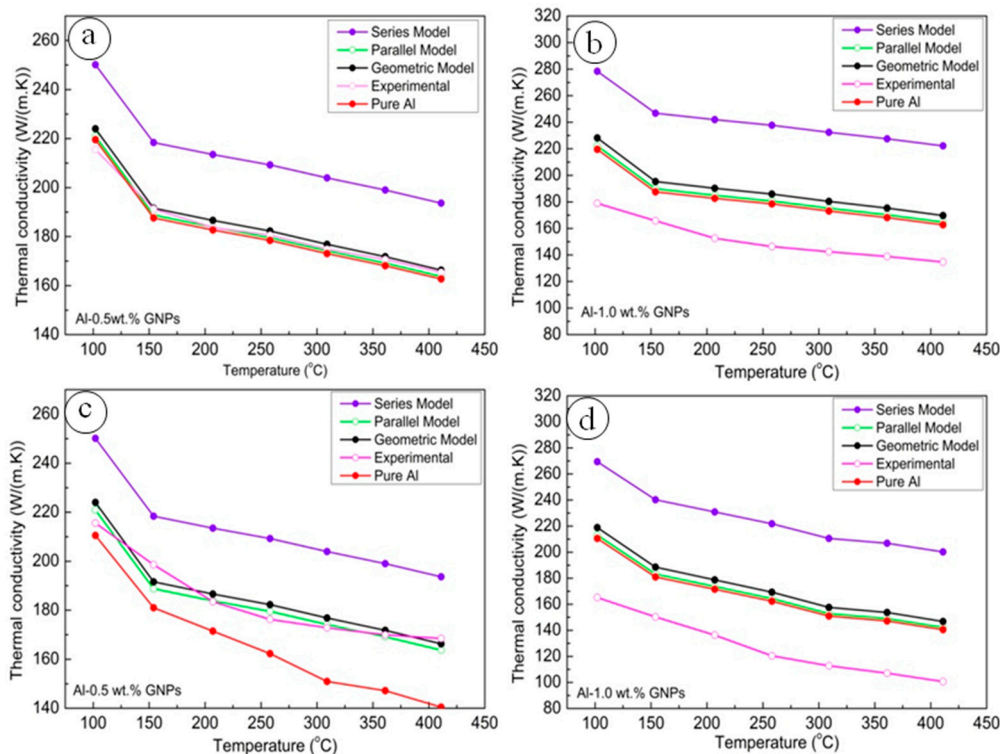 a
Thermal conductivity (W/(m.K))
260
240
220
200
180
160
140
Series Model
Parallel Model
Geometric Model
Experimental
Pure Al
Al-0.5wt.% GNPs
100 150 200 250 300 350 400 450
Temperature (°C)
b
Thermal conductivity (W/(m.K))
320
300
280
260
240
220
200
180
160
140
120
100
80
Series Model
Parallel Model
Geometric Model
Experimental
Pure Al
Al-1.0 wt.% GNPs
100 150 200 250 300 350 400 450
Temperature (°C)
c
Thermal conductivity (W/(m.K))
260
240
220
200
180
160
140
Series Model
Parallel Model
Geometric Model
Experimental
Pure Al
Al-0.5 wt.% GNPs
100 150 200 250 300 350 400 450
Temperature (°C)
d
Thermal conductivity (W/(m.K))
320
300
280
260
240
220
200
180
160
140
120
100
80
Series Model
Parallel Model
Geometric Model
Experimental
Pure Al
Al-1.0 wt.% GNPs
100 150 200 250 300 350 400 450
Temperature (°C)